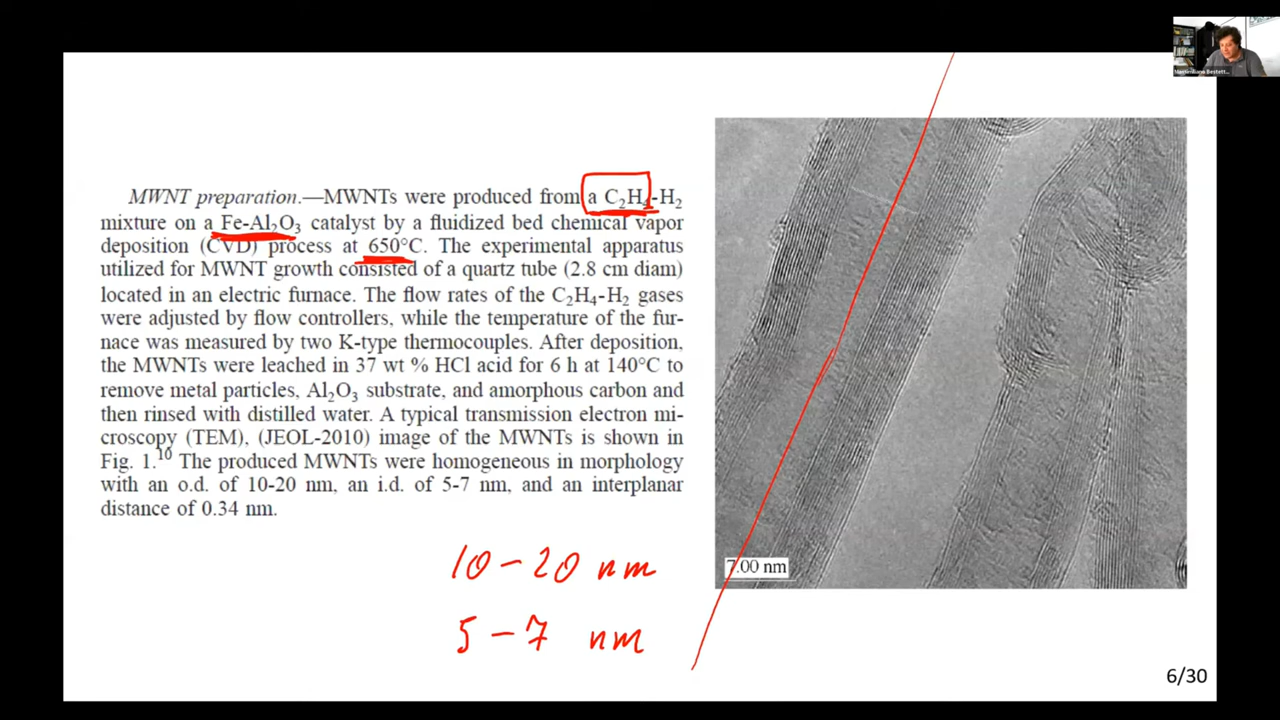 MWNT preparation.—MWNTs were produced from a C2H4-H2
mixture on a Fe-Al2O3 catalyst by a fluidized bed chemical vapor
deposition (CVD) process at 650°C. The experimental apparatus
utilized for MWNT growth consisted of a quartz tube (2.8 cm diam)
located in an electric furnace. The flow rates of the C2H4-H2 gases
were adjusted by flow controllers, while the temperature of the fur-
nace was measured by two K-type thermocouples. After deposition,
the MWNTs were leached in 37 wt % HCl acid for 6 h at 140°C to
remove metal particles, Al2O3 substrate, and amorphous carbon and
then rinsed with distilled water. A typical transmission electron mi-
croscopy (TEM), (JEOL-2010) image of the MWNTs is shown in
Fig. 1.10 The produced MWNTs were homogeneous in morphology
with an o.d. of 10-20 nm, an i.d. of 5-7 nm, and an interplanar
distance of 0.34 nm.
10-20 nm
5-7 nm
7.00 nm
6/30